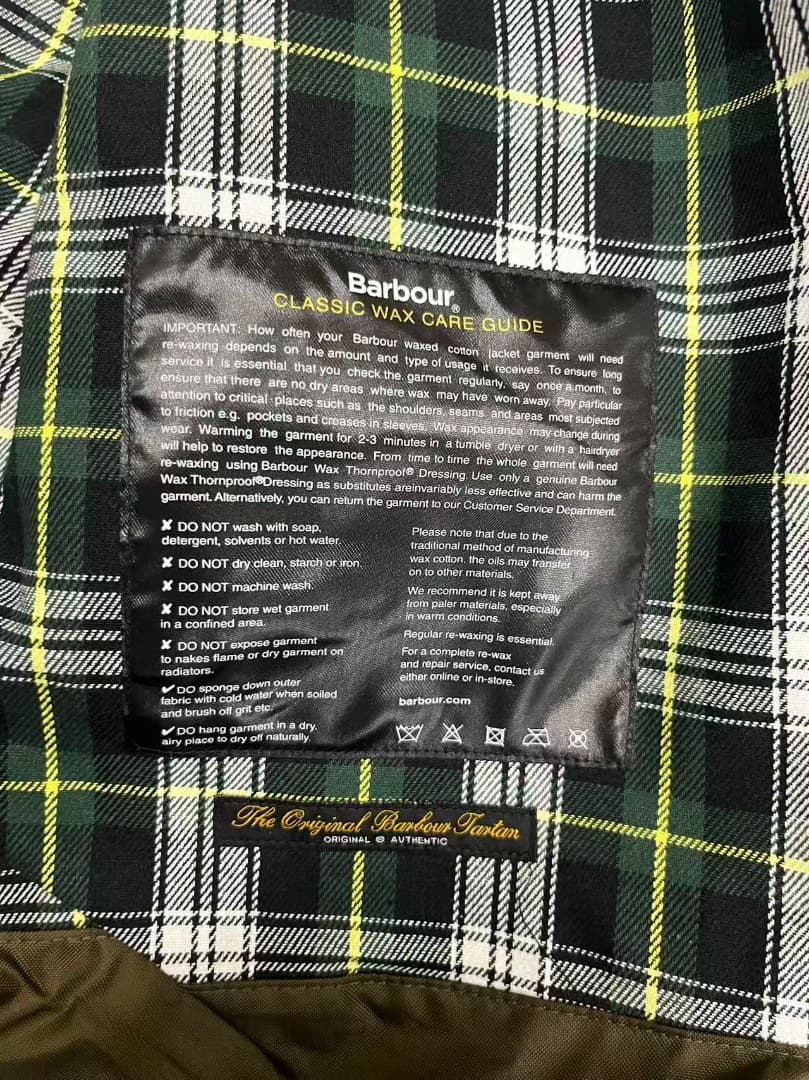 Barbour®
CLASSIC WAX CARE GUIDE
IMPORTANT: How often your Barbour waxed cotton jacket garment will need
re-waxing depends on the amount and type of usage it receives. To ensure long
service it is essential that you check the garment regularly, say once a month, to
ensure that there are no dry areas where wax may have worn away. Pay particular
attention to critical places such as the shoulders, seams and areas most subjected
to friction e.g. pockets and creases in sleeves. Wax appearance may change during
wear. Warming the garment for 2-3 minutes in a tumble dryer or with a hairdryer
will help to restore the appearance. From time to time the whole garment will need
re-waxing using Barbour Wax Thornproof® Dressing. Use only a genuine Barbour
Wax Thornproof®Dressing as substitutes areinvariably less effective and can harm the
garment. Alternatively, you can return the garment to our Customer Service Department.
✘ DO NOT wash with soap,
detergent, solvents or hot water.
✘ DO NOT dry clean, starch or iron.
✘ DO NOT machine wash.
✘ DO NOT store wet garment
in a confined area.
✘ DO NOT expose garment
to nakes flame or dry garment on
radiators.
✔ DO sponge down outer
fabric with cold water when soiled
and brush off grit etc.
✔ DO hang garment in a dry,
airy place to dry off naturally.
Please note that due to the
traditional method of manufacturing
wax cotton, the oils may transfer
on to other materials.
We recommend it is kept away
from paler materials, especially
in warm conditions.
Regular re-waxing is essential.
For a complete re-wax
and repair service, contact us
either online or in-store.
barbour.com
The Original Barbour Tartan
ORIGINAL @ AUTHENTIC